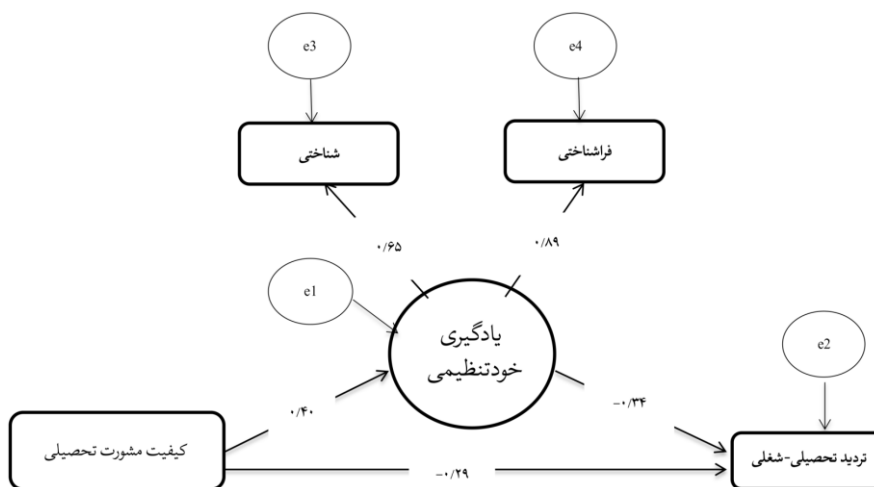 e3
e4
شناختی
فراشناختی
۰/۶۵
۰/۸۹
e1
یادگیری
خودتنظیمی
e2
۰/۴۰
-۰/۳۴
کیفیت مشورت تحصیلی
تردید تحصیلی-شغلی
-۰/۲۹